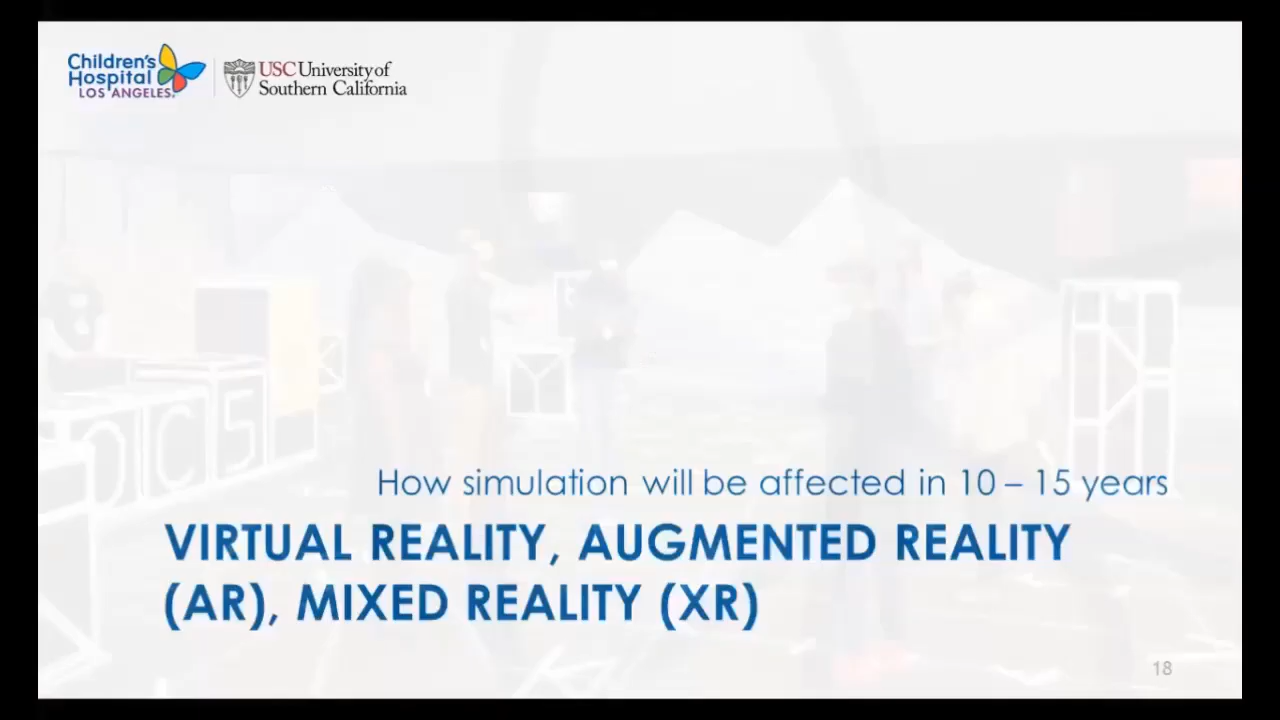 Children's
Hospital
LOS ANGELES
USC University of
Southern California
How simulation will be affected in 10 – 15 years
VIRTUAL REALITY, AUGMENTED REALITY
(AR), MIXED REALITY (XR)
18